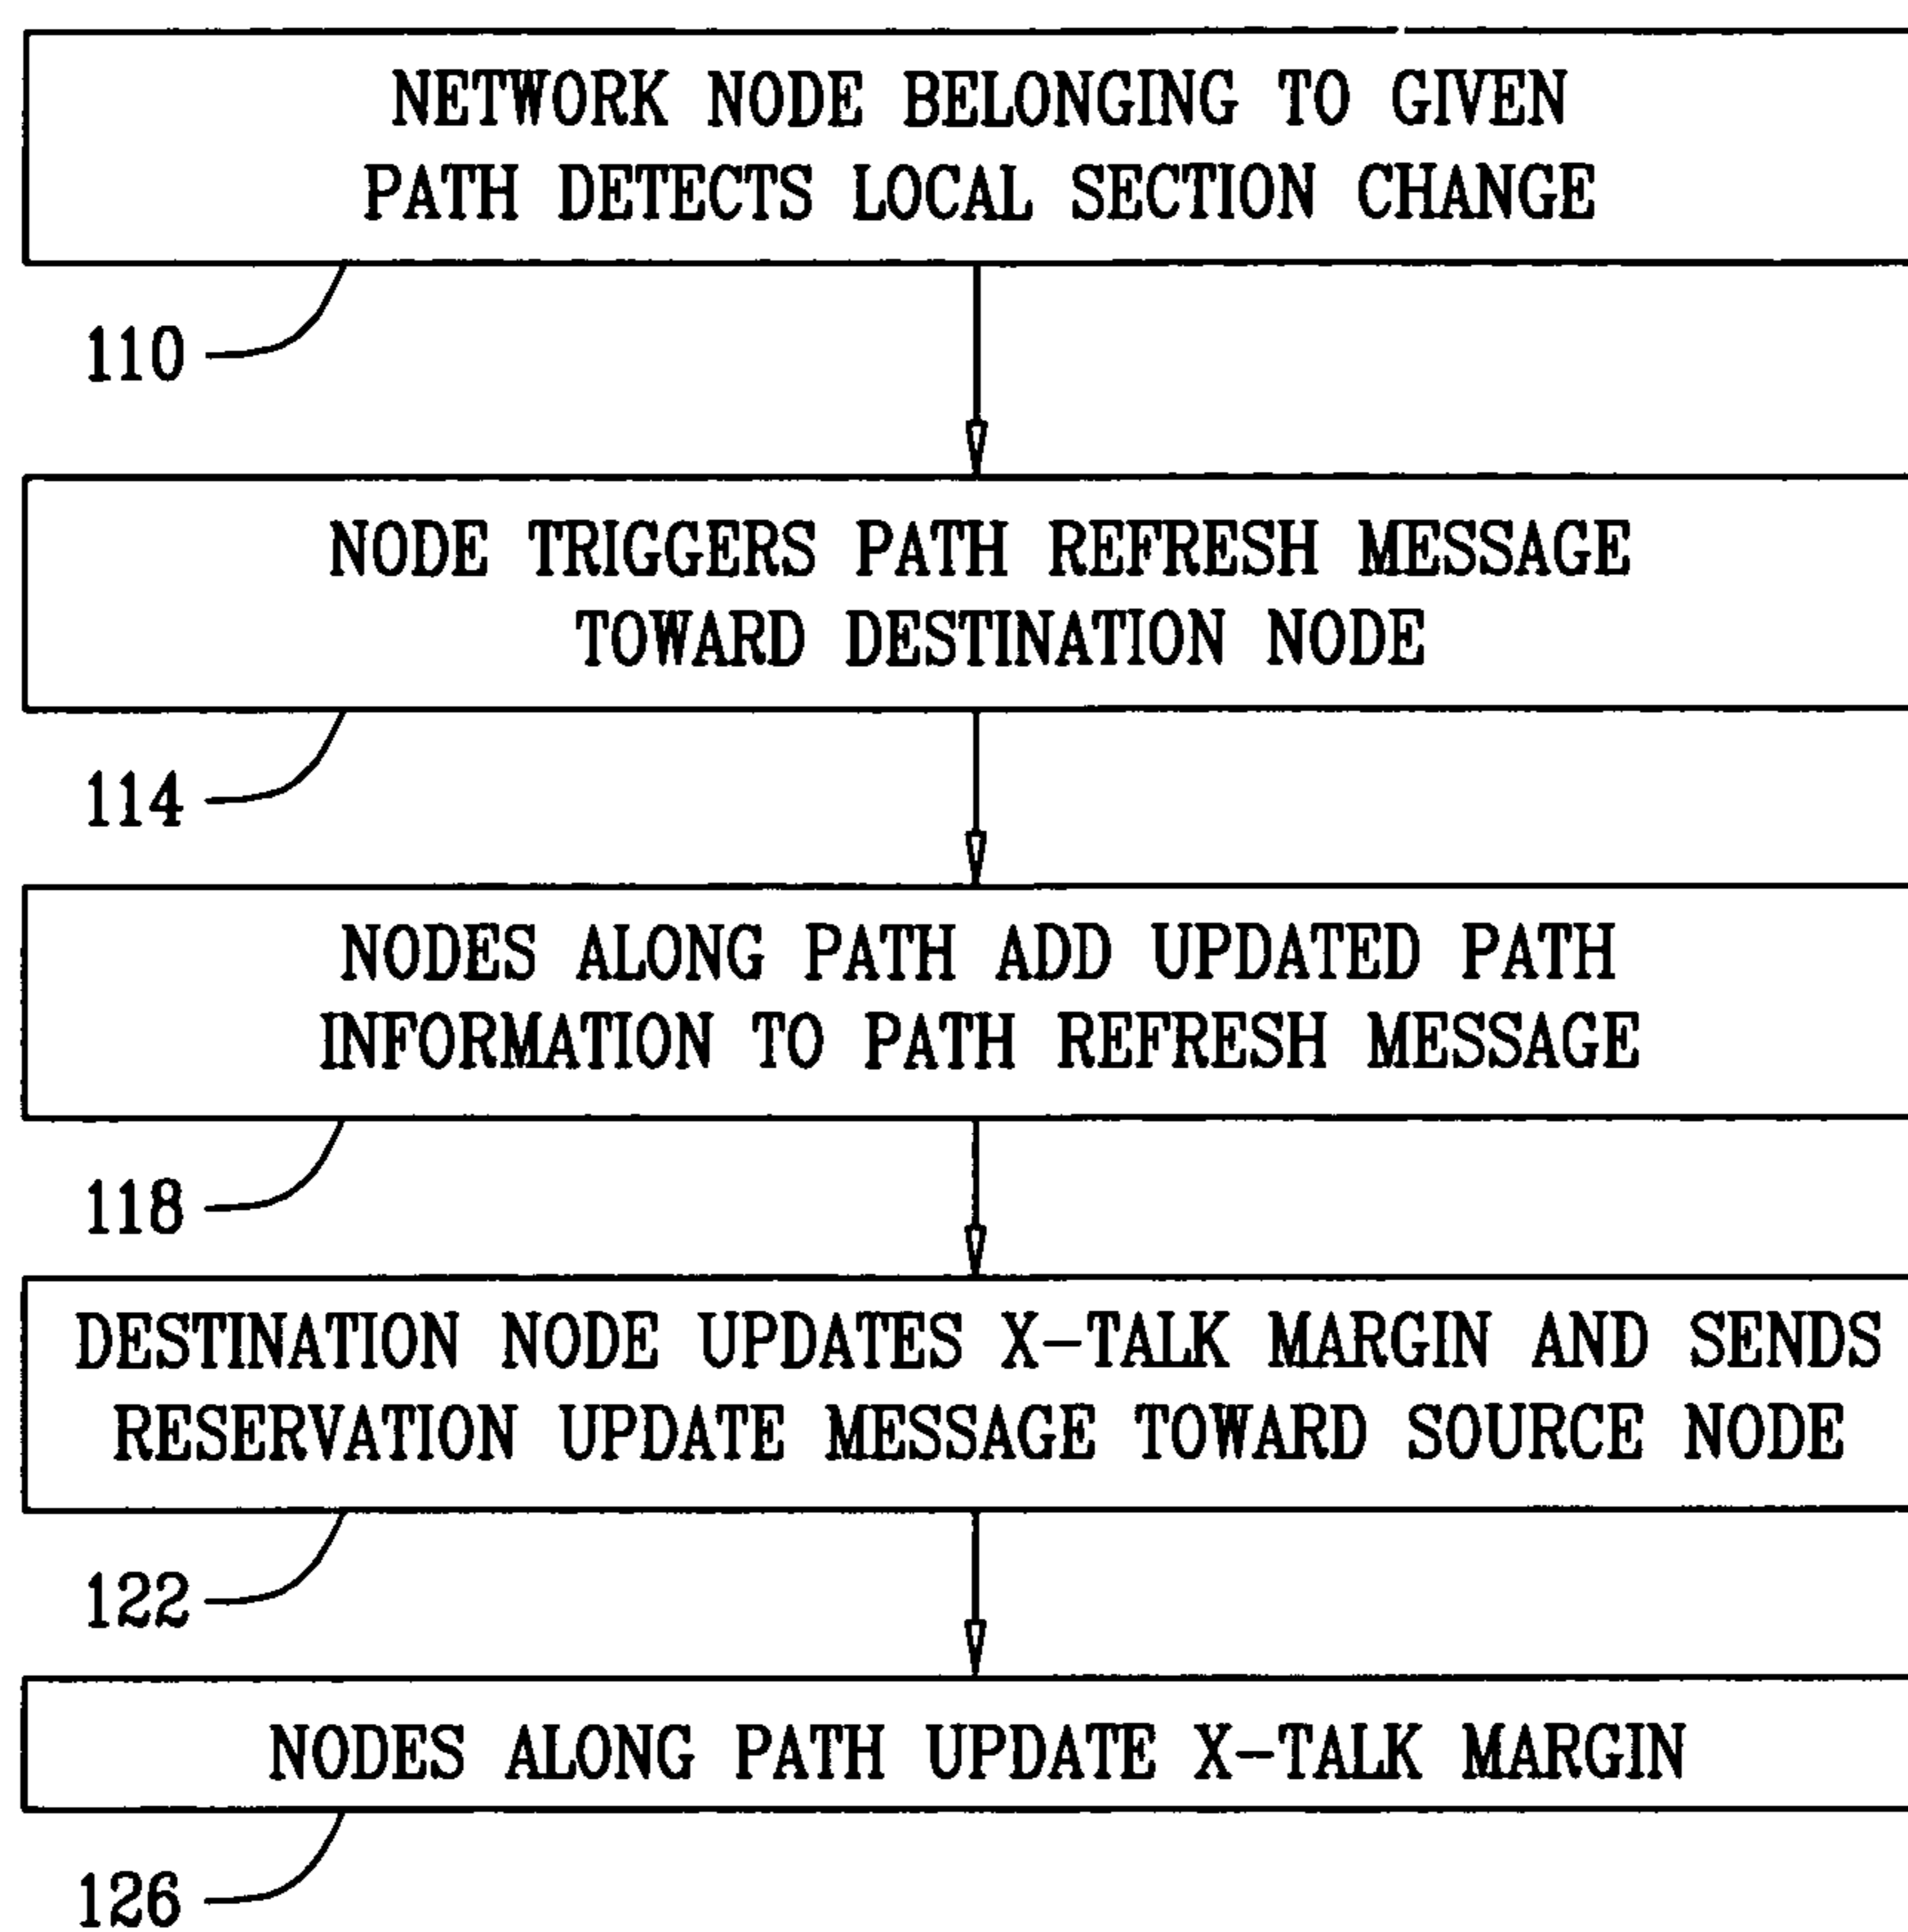 NETWORK NODE BELONGING TO GIVEN
PATH DETECTS LOCAL SECTION CHANGE
110
NODE TRIGGERS PATH REFRESH MESSAGE
TOWARD DESTINATION NODE
114
NODES ALONG PATH ADD UPDATED PATH
INFORMATION TO PATH REFRESH MESSAGE
118
DESTINATION NODE UPDATES X-TALK MARGIN AND SENDS
RESERVATION UPDATE MESSAGE TOWARD SOURCE NODE
122
NODES ALONG PATH UPDATE X-TALK MARGIN
126